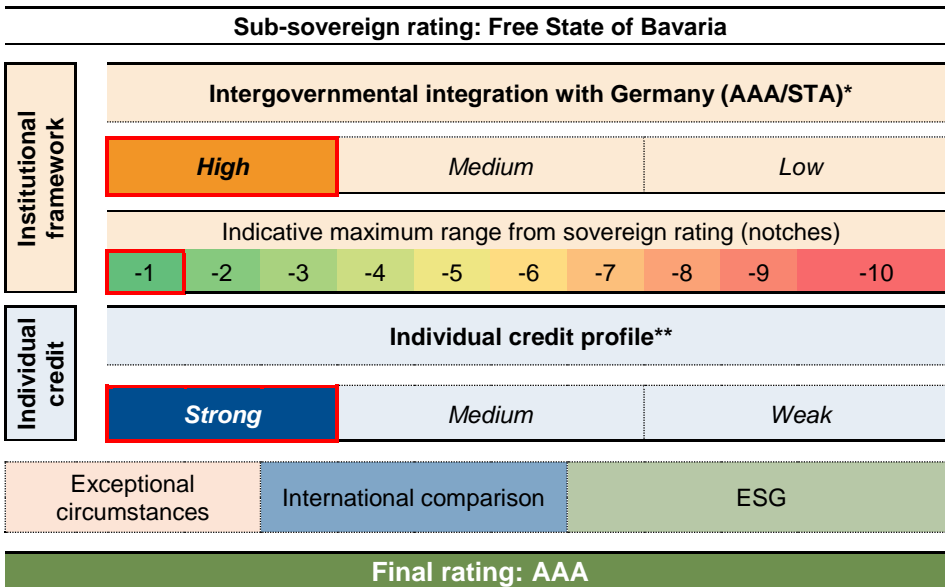 Sub-sovereign rating: Free State of Bavaria
Institutional
framework
Intergovernmental integration with Germany (AAA/STA)*
High Medium Low
Indicative maximum range from sovereign rating (notches)
-1 -2 -3 -4 -5 -6 -7 -8 -9 -10
Individual
credit
Individual credit profile**
Strong Medium Weak
Exceptional
circumstances
International comparison
ESG
Final rating: AAA